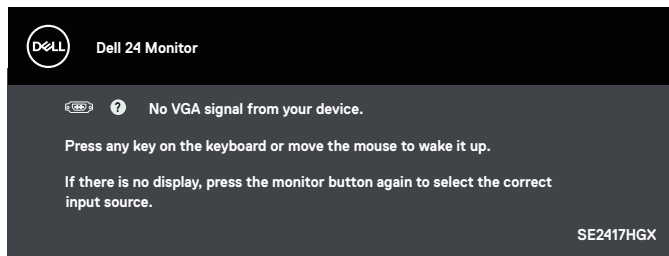 DELL
Dell 24 Monitor
? No VGA signal from your device.
Press any key on the keyboard or move the mouse to wake it up.
If there is no display, press the monitor button again to select the correct
input source.
SE2417HGX